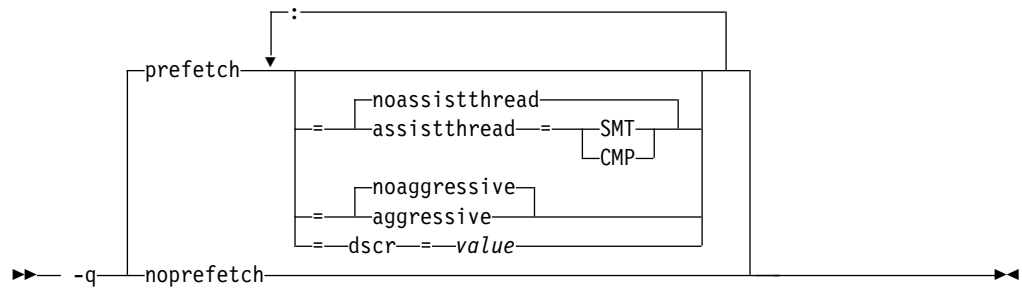 :
prefetch
noassistthread
= assistthread = SMT
CMP
noaggressive
= aggressive
= dscr = value
-q noprefetch